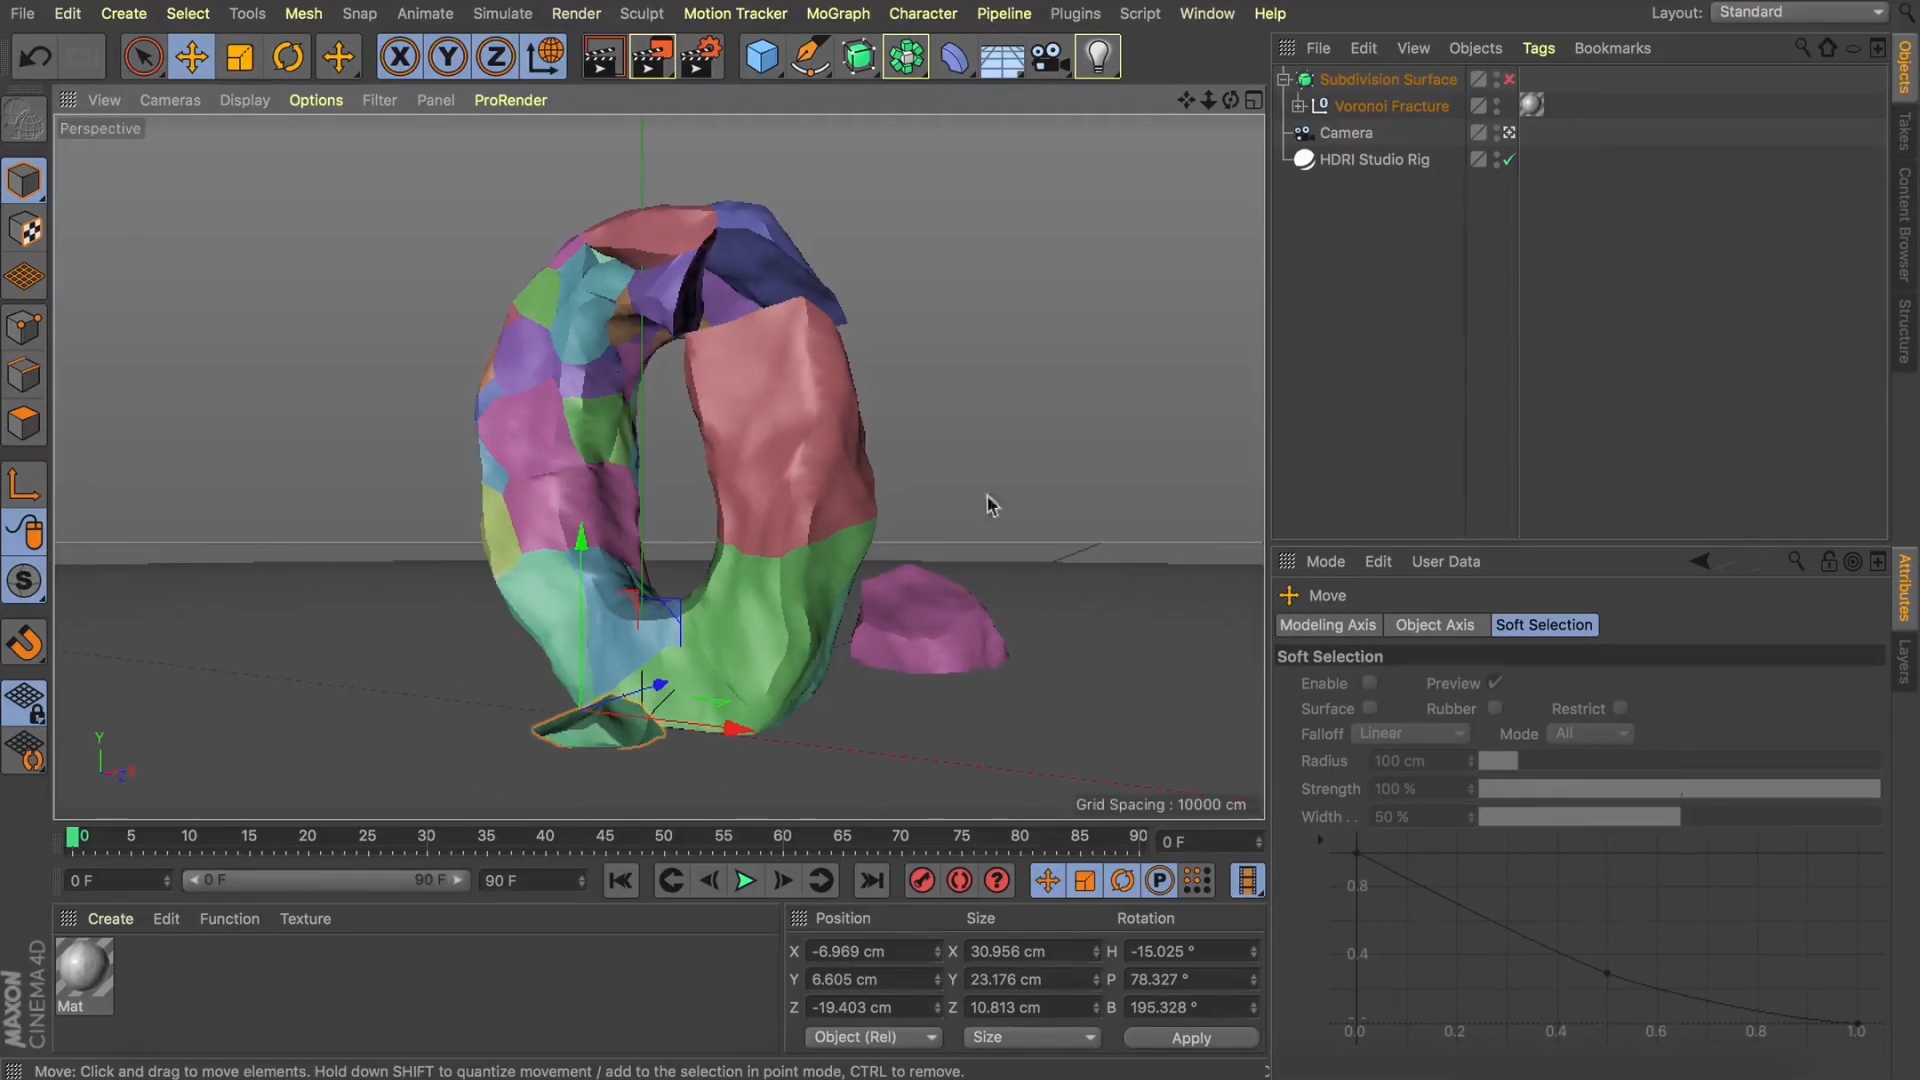 File Edit Create Select Tools Mesh Snap Animate Simulate Render Sculpt Motion Tracker MoGraph Character Pipeline Plugins Script Window Help Layout: Standard
File Edit View Objects Tags Bookmarks
View Cameras Display Options Filter Panel ProRender
Perspective
Subdivision Surface
Voronoi Fracture
Camera
HDRI Studio Rig
Objects
Takes
Content Browser
Structure
Mode Edit User Data
Move
Modeling Axis Object Axis Soft Selection
Soft Selection
Enable Preview
Surface Rubber Restrict
Falloff Linear Mode All
Radius 100 cm
Strength 100 %
Width . . 50 %
0.8
0.4
0.0 0.2 0.4 0.6 0.8 1.0
Attributes
Layers
Y
Z X
Grid Spacing : 10000 cm
0 5 10 15 20 25 30 35 40 45 50 55 60 65 70 75 80 85 90 0 F
0 F 0 F 90 F 90 F
Create Edit Function Texture
Mat
MAXON
CINEMA 4D
Position Size Rotation
X -6.969 cm X 30.956 cm H -15.025 °
Y 6.605 cm Y 23.176 cm P 78.327 °
Z -19.403 cm Z 10.813 cm B 195.328 °
Object (Rel) Size Apply
Move: Click and drag to move elements. Hold down SHIFT to quantize movement / add to the selection in point mode, CTRL to remove.